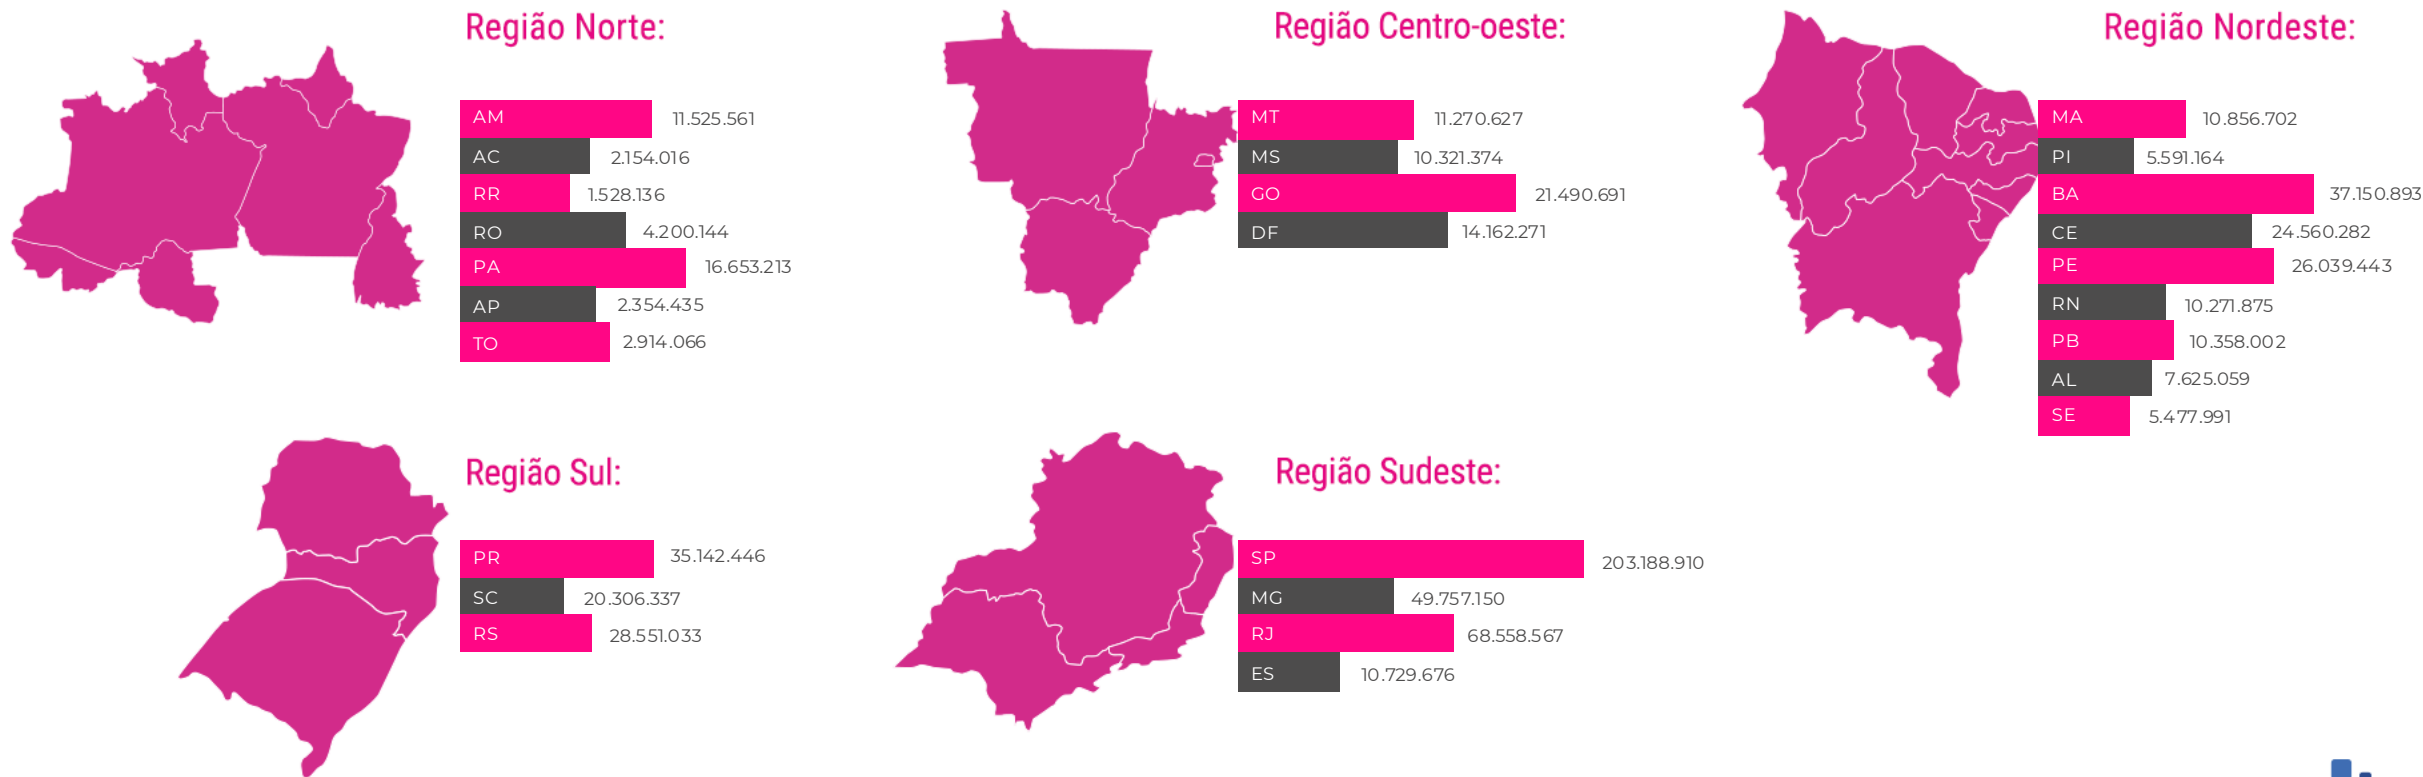 Região Norte:
AM 11.525.561
AC 2.154.016
RR 1.528.136
RO 4.200.144
PA 16.653.213
AP 2.354.435
TO 2.914.066
Região Centro-oeste:
MT 11.270.627
MS 10.321.374
GO 21.490.691
DF 14.162.271
Região Nordeste:
MA 10.856.702
PI 5.591.164
BA 37.150.893
CE 24.560.282
PE 26.039.443
RN 10.271.875
PB 10.358.002
AL 7.625.059
SE 5.477.991
Região Sul:
PR 35.142.446
SC 20.306.337
RS 28.551.033
Região Sudeste:
SP 203.188.910
MG 49.757.150
RJ 68.558.567
ES 10.729.676